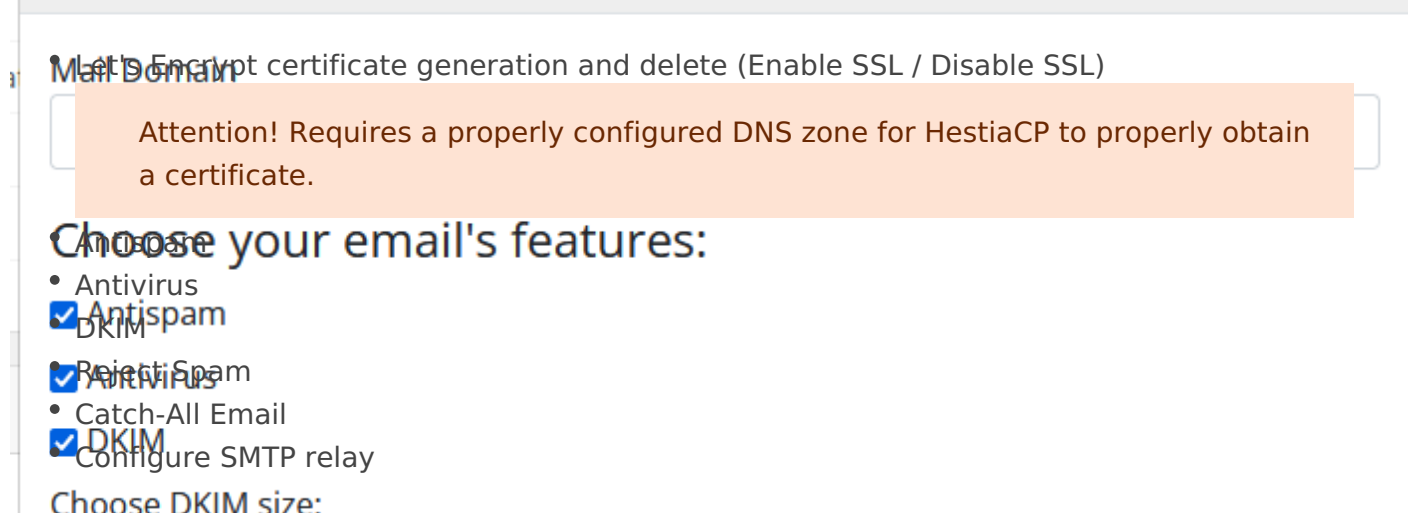 Let's Encrypt certificate generation and delete (Enable SSL / Disable SSL)
Mail Domain
Attention! Requires a properly configured DNS zone for HestiaCP to properly obtain
a certificate.
Choose your email's features:
Antispam
Antivirus
Antispam
DKIM
Reject Spam
Antivirus
Catch-All Email
DKIM
Configure SMTP relay
Choose DKIM size: